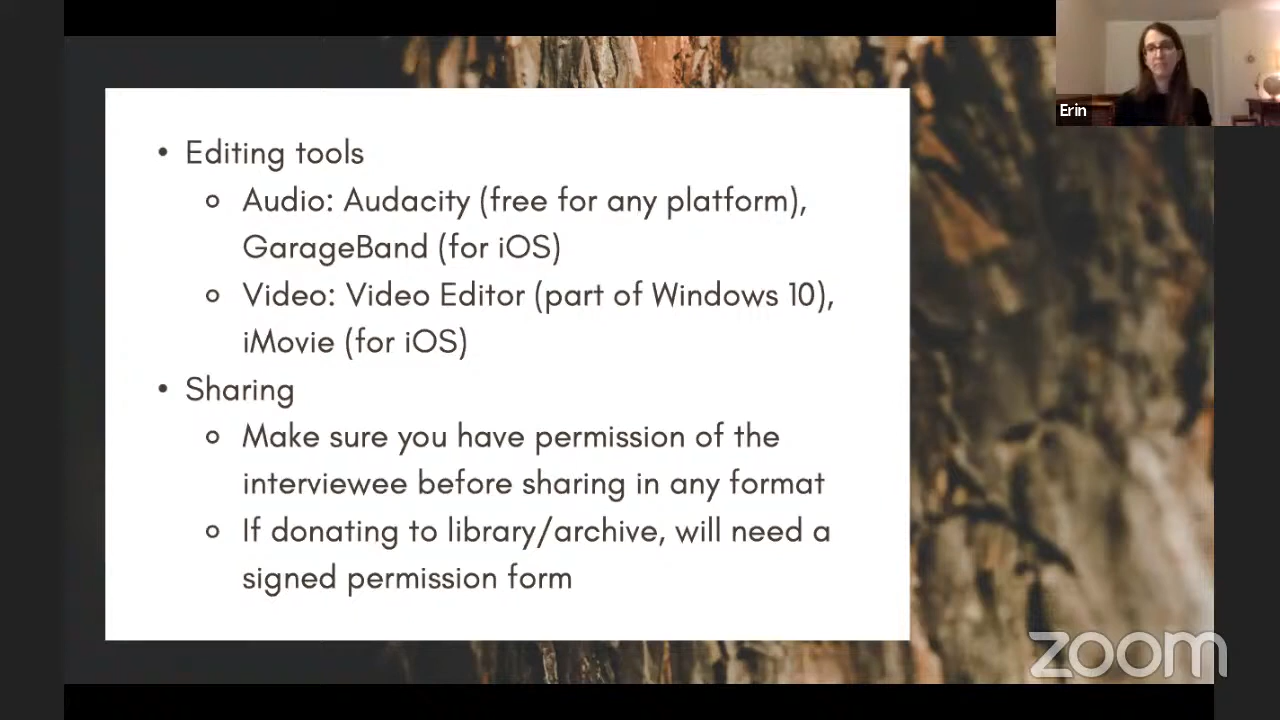 Erin
• Editing tools
Audio: Audacity (free for any platform),
GarageBand (for iOS)
Video: Video Editor (part of Windows 10),
iMovie (for iOS)
• Sharing
Make sure you have permission of the
interviewee before sharing in any format
If donating to library/archive, will need a
signed permission form
zoom